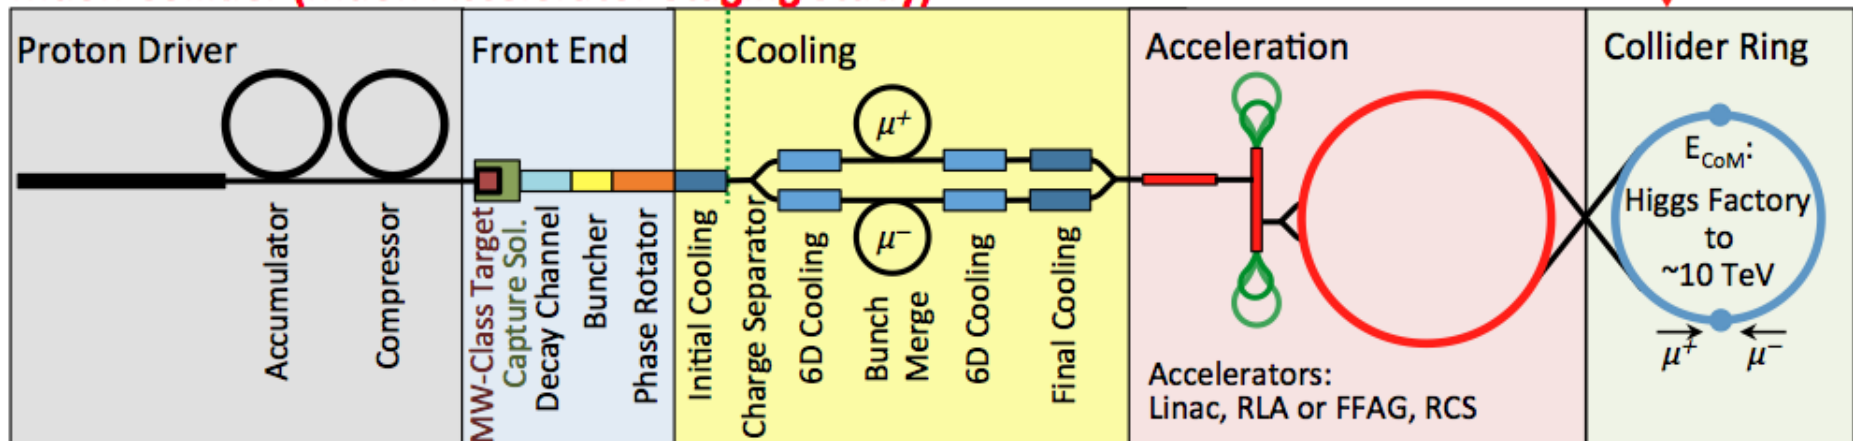 Proton Driver
Accumulator
Compressor
Front End
MW-Class Target
Capture Sol.
Decay Channel
Buncher
Phase Rotator
Cooling
Initial Cooling
Charge Separator
6D Cooling
μ+
μ−
Bunch
Merge
6D Cooling
Final Cooling
Acceleration
Accelerators:
Linac, RLA or FFAG, RCS
Collider Ring
ECoM:
Higgs Factory
to
~10 TeV
μ+ μ−